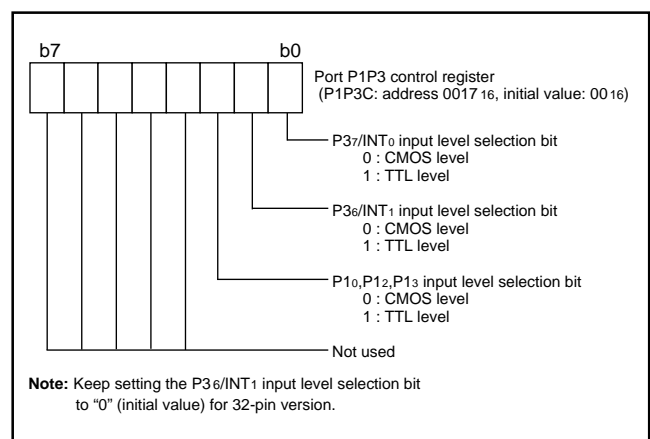 b7 b0
Port P1P3 control register
(P1P3C: address 0017 16, initial value: 00 16)
P37/INT0 input level selection bit
0 : CMOS level
1 : TTL level
P36/INT1 input level selection bit
0 : CMOS level
1 : TTL level
P10,P12,P13 input level selection bit
0 : CMOS level
1 : TTL level
Not used
Note: Keep setting the P36/INT1 input level selection bit
to “0” (initial value) for 32-pin version.